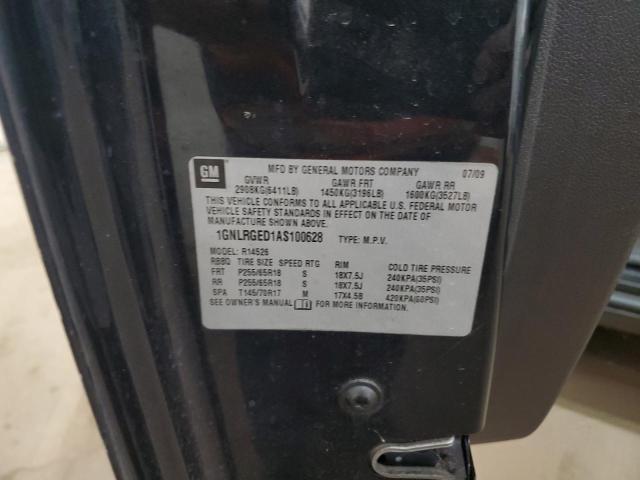 GM
MFD BY GENERAL MOTORS COMPANY 07/09
GVWR GAWR FRT GAWR RR
2908KG(6411LB) 1450KG(3196LB) 1600KG(3527LB)
THIS VEHICLE CONFORMS TO ALL APPLICABLE U.S. FEDERAL MOTOR
VEHICLE SAFETY STANDARDS IN EFFECT ON THE DATE OF
MANUFACTURE SHOWN ABOVE.
1GNLRGED1AS100628 TYPE: M.P.V.
MODEL: R14526
RBBQ TIRE SIZE SPEED RTG RIM COLD TIRE PRESSURE
FRT P255/65R18 S 18X7.5J 240KPA(35PSI)
RR P255/65R18 S 18X7.5J 240KPA(35PSI)
SPA T145/70R17 M 17X4.5B 420KPA(60PSI)
SEE OWNER'S MANUAL FOR MORE INFORMATION.